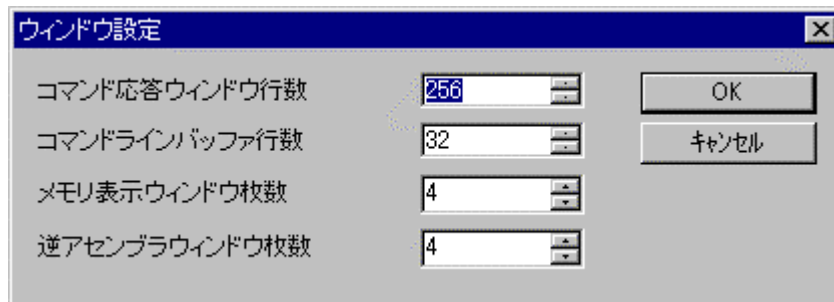 ウィンドウ設定
コマンド応答ウィンドウ行数 256 OK
コマンドラインバッファ行数 32 キャンセル
メモリ表示ウィンドウ枚数 4
逆アセンブラウィンドウ枚数 4